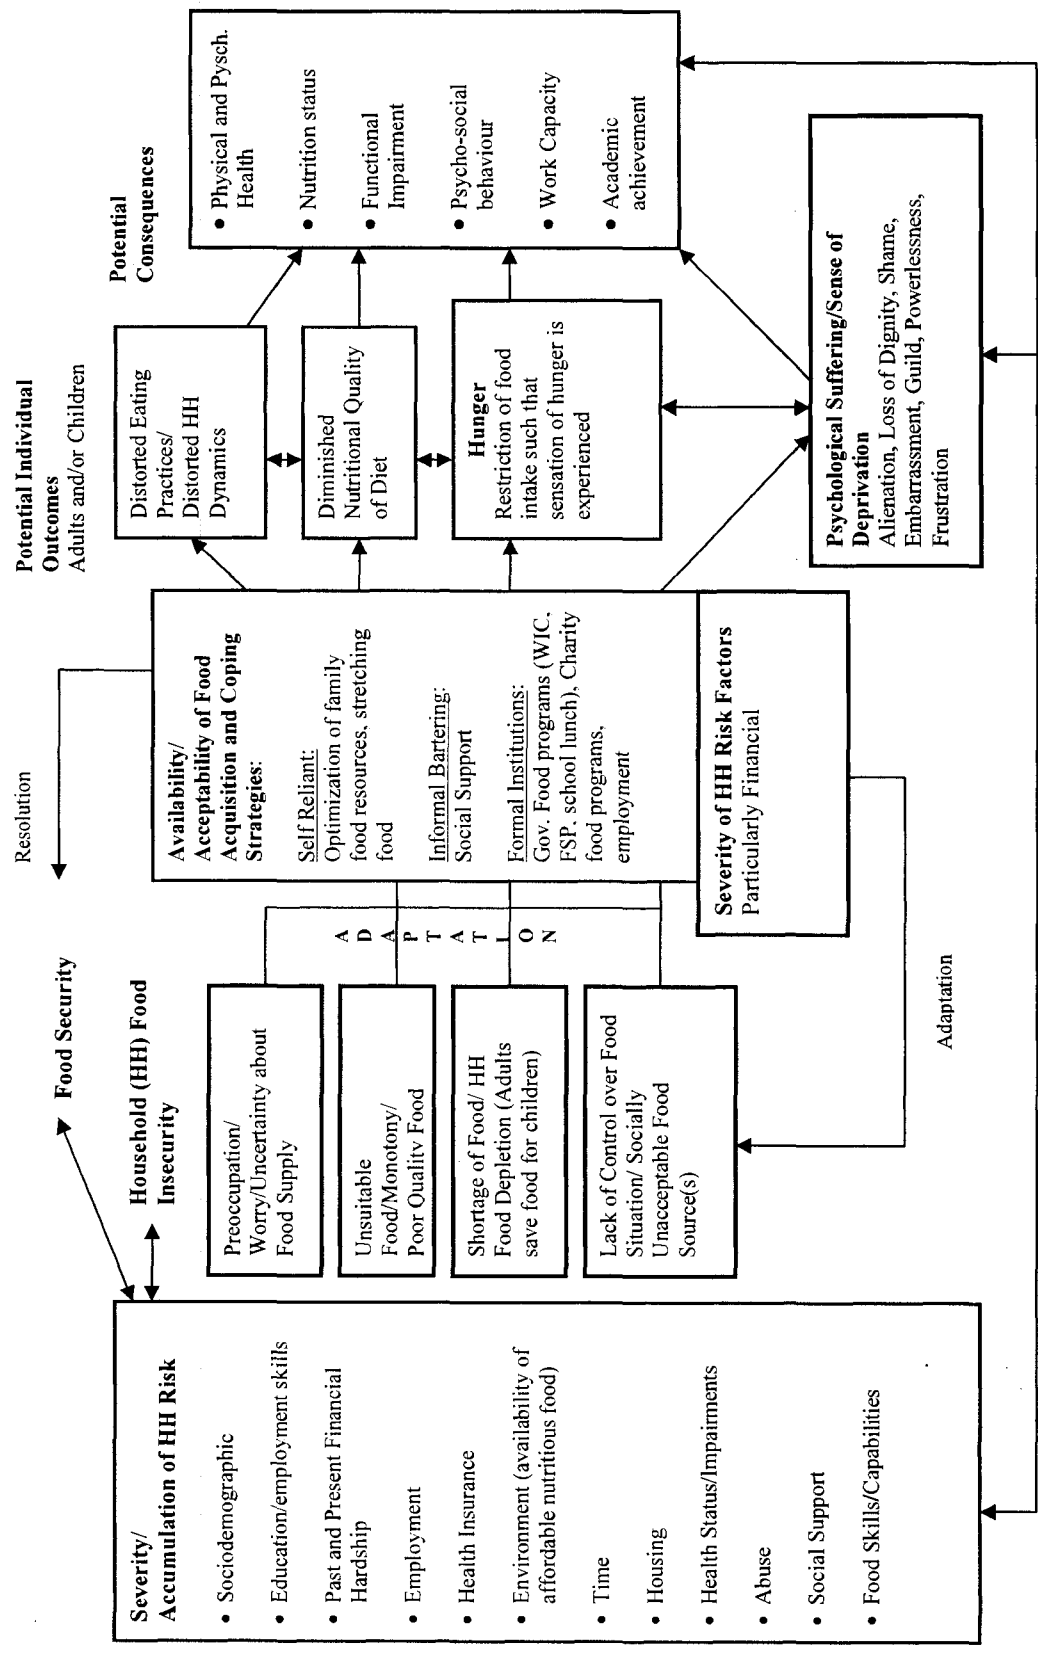 Severity/
Accumulation of HH Risk
• Sociodemographic
• Education/employment skills
• Past and Present Financial
Hardship
• Employment
• Health Insurance
• Environment (availability of
affordable nutritious food)
• Time
• Housing
• Health Status/Impairments
• Abuse
• Social Support
• Food Skills/Capabilities
Food Security
Household (HH) Food
Insecurity
Preoccupation/
Worry/Uncertainty about
Food Supply
Unsuitable
Food/Monotony/
Poor Quality Food
Shortage of Food/ HH
Food Depletion (Adults
save food for children)
Lack of Control over Food
Situation/ Socially
Unacceptable Food
Source(s)
ADAPTATION
Adaptation
Resolution
Availability/
Acceptability of Food
Acquisition and Coping
Strategies:
Self Reliant:
Optimization of family
food resources, stretching
food
Informal Bartering:
Social Support
Formal Institutions:
Gov. Food programs (WIC,
FSP, school lunch), Charity
food programs,
employment
Severity of HH Risk Factors
Particularly Financial
Potential Individual
Outcomes
Adults and/or Children
Distorted Eating
Practices/
Distorted HH
Dynamics
Diminished
Nutritional Quality
of Diet
Hunger
Restriction of food
intake such that
sensation of hunger is
experienced
Psychological Suffering/Sense of
Deprivation
Alienation, Loss of Dignity, Shame,
Embarrassment, Guild, Powerlessness,
Frustration
Potential
Consequences
• Physical and Pysch.
Health
• Nutrition status
• Functional
Impairment
• Psycho-social
behaviour
• Work Capacity
• Academic
achievement